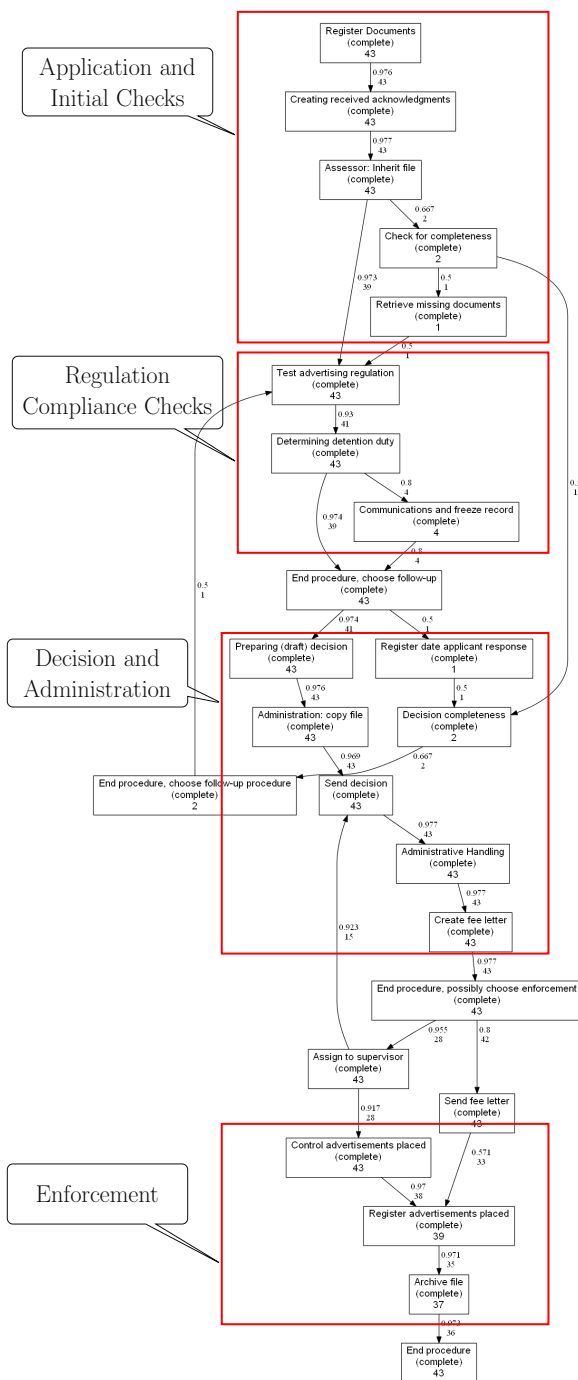 Register Documents
(complete)
43
0.976
43
Application and
Initial Checks
Creating received acknowledgments
(complete)
43
0.977
43
Assessor: Inherit file
(complete)
43
0.667
2
Check for completeness
(complete)
2
0.973
39
0.5
1
Retrieve missing documents
(complete)
1
0.5
1
Regulation
Compliance Checks
Test advertising regulation
(complete)
43
0.93
41
Determining detention duty
(complete)
43
0.8
4
0.974
39
Communications and freeze record
(complete)
4
0.8
4
End procedure, choose follow-up
(complete)
43
0.5
1
0.974
41
0.5
1
Decision and
Administration
Preparing (draft) decision
(complete)
43
Register date applicant response
(complete)
1
0.976
43
0.5
1
Administration: copy file
(complete)
43
Decision completeness
(complete)
2
0.969
43
0.667
2
End procedure, choose follow-up procedure
(complete)
2
Send decision
(complete)
43
0.977
43
Administrative Handling
(complete)
43
0.977
43
Create fee letter
(complete)
43
0.923
15
0.977
43
End procedure, possibly choose enforcement
(complete)
43
0.955
28
0.8
42
Assign to supervisor
(complete)
43
Send fee letter
(complete)
43
0.917
28
Enforcement
Control advertisements placed
(complete)
43
0.571
33
0.97
38
Register advertisements placed
(complete)
39
0.971
35
Archive file
(complete)
37
0.973
36
End procedure
(complete)
43